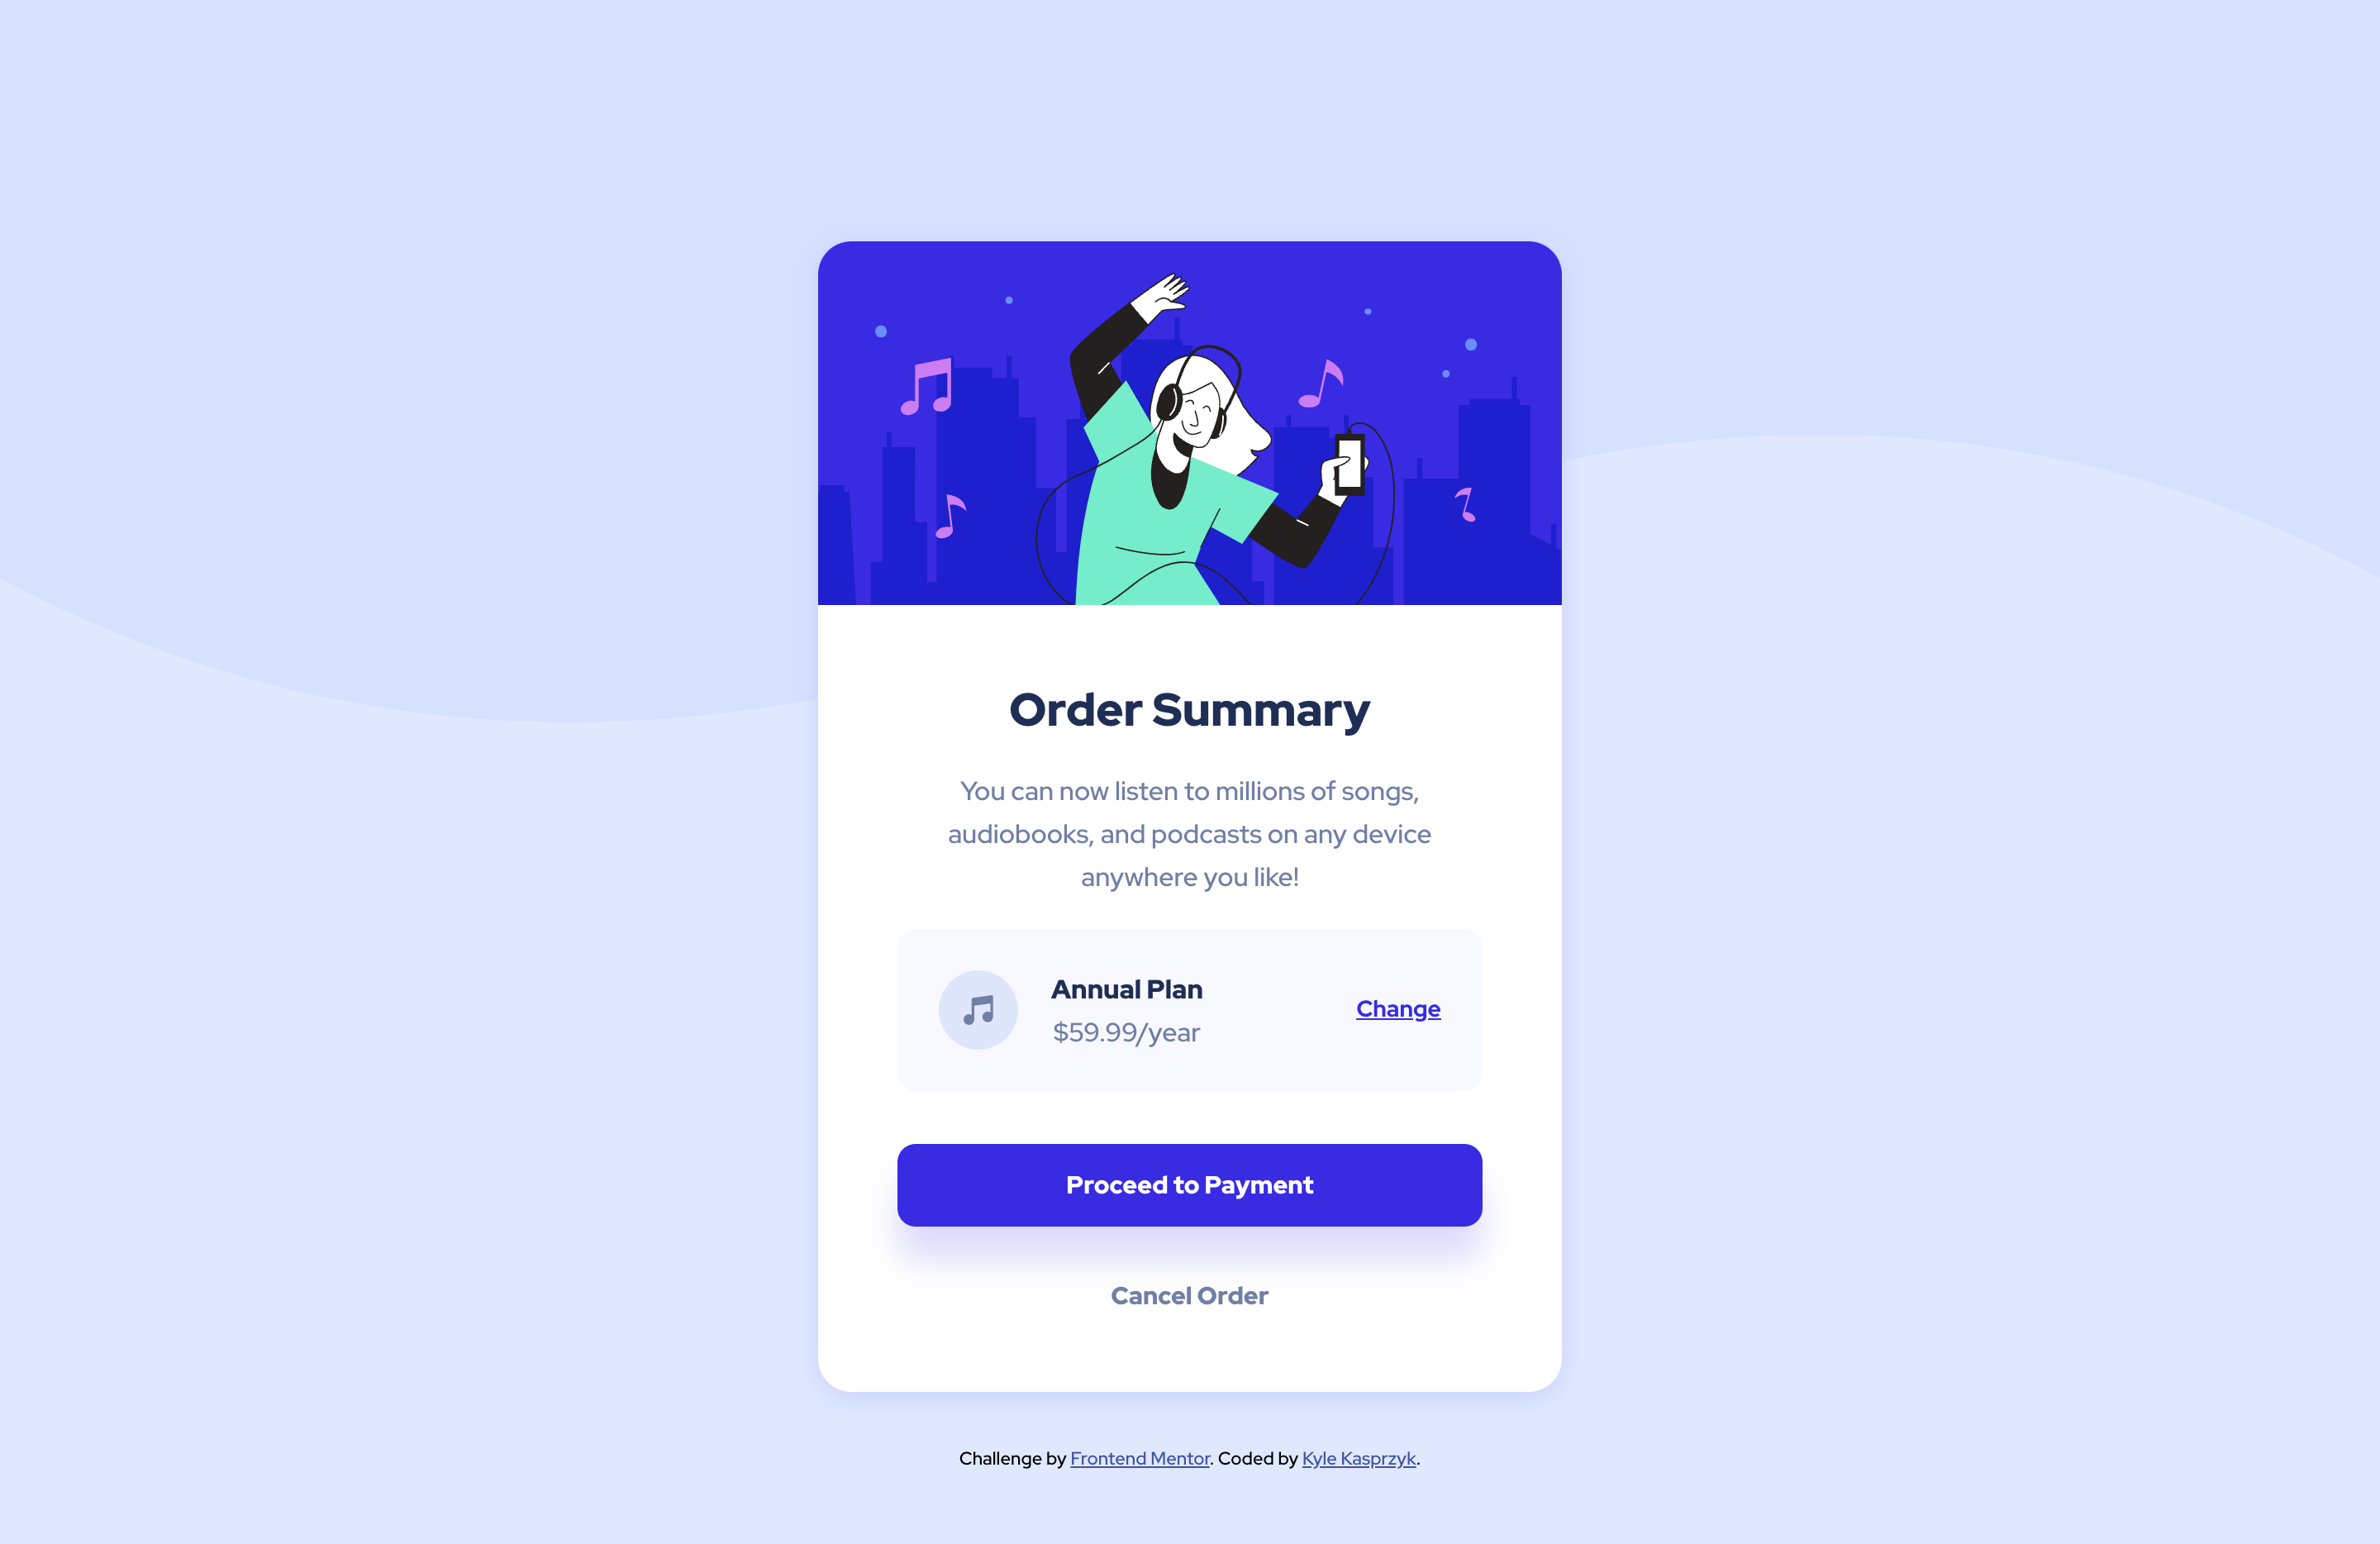 Order Summary
You can now listen to millions of songs,
audiobooks, and podcasts on any device
anywhere you like!
Annual Plan
$59.99/year
Change
Proceed to Payment
Cancel Order
Challenge by Frontend Mentor. Coded by Kyle Kasprzyk.